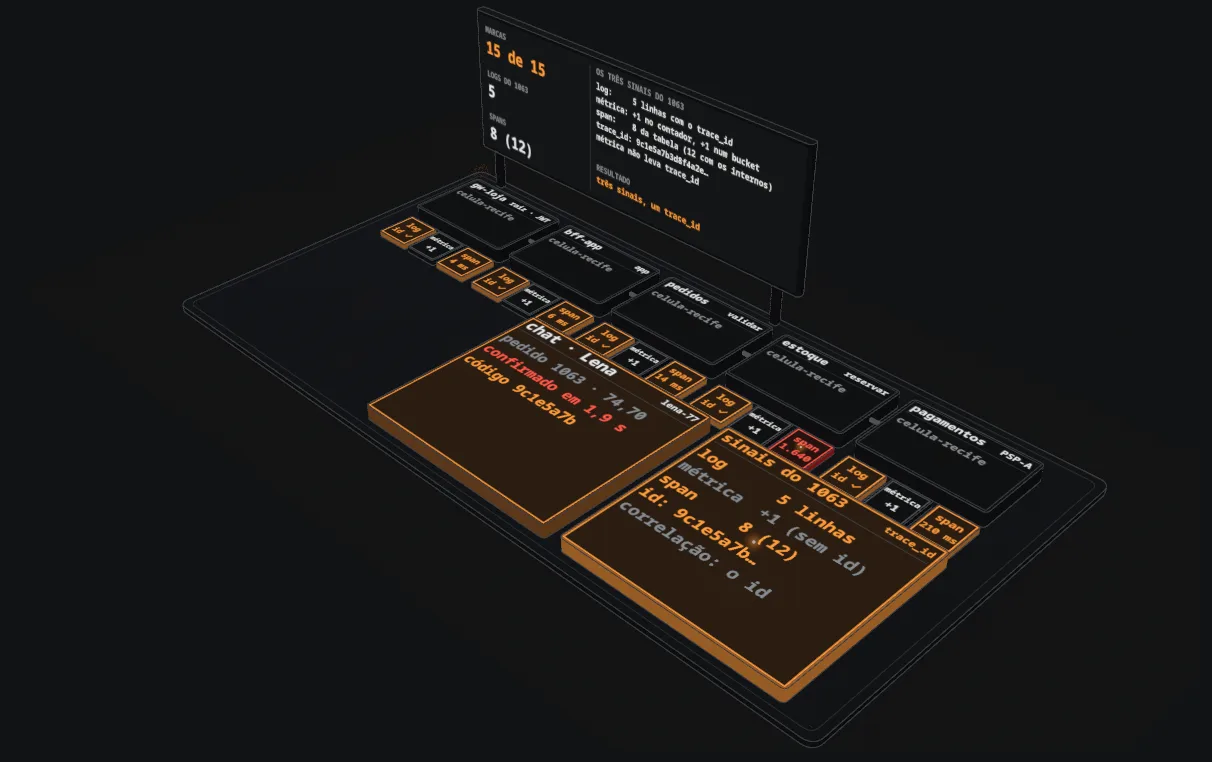 MARCAS
15 de 15
LOGS DO 1063
5
SPANS
8 (12)
OS TRÊS SINAIS DO 1063
log: 5 linhas com o trace_id
métrica: +1 no contador, +1 num bucket
span: 8 da tabela (12 com os internos)
trace_id: 9c1e5a7b3d8f4a2e…
métrica não leva trace_id
RESULTADO
três sinais, um trace_id
gw-loja raiz · JWT
celula-recife
log
id ✓
métrica
+1
span
4 ms
bff-app app
celula-recife
log
id ✓
métrica
+1
span
6 ms
pedidos validar
celula-recife
log
id ✓
métrica
+1
span
14 ms
estoque reservar
celula-recife
log
id ✓
métrica
+1
span
1.640
pagamentos PSP-A
celula-recife
log
id ✓
métrica
+1
span
210 ms
chat · Lena lena-77
pedido 1063 · 74,70
confirmado em 1,9 s
código 9c1e5a7b
sinais do 1063 trace_id
log 5 linhas
métrica +1 (sem id)
span 8 (12)
id: 9c1e5a7b…
correlação: o id